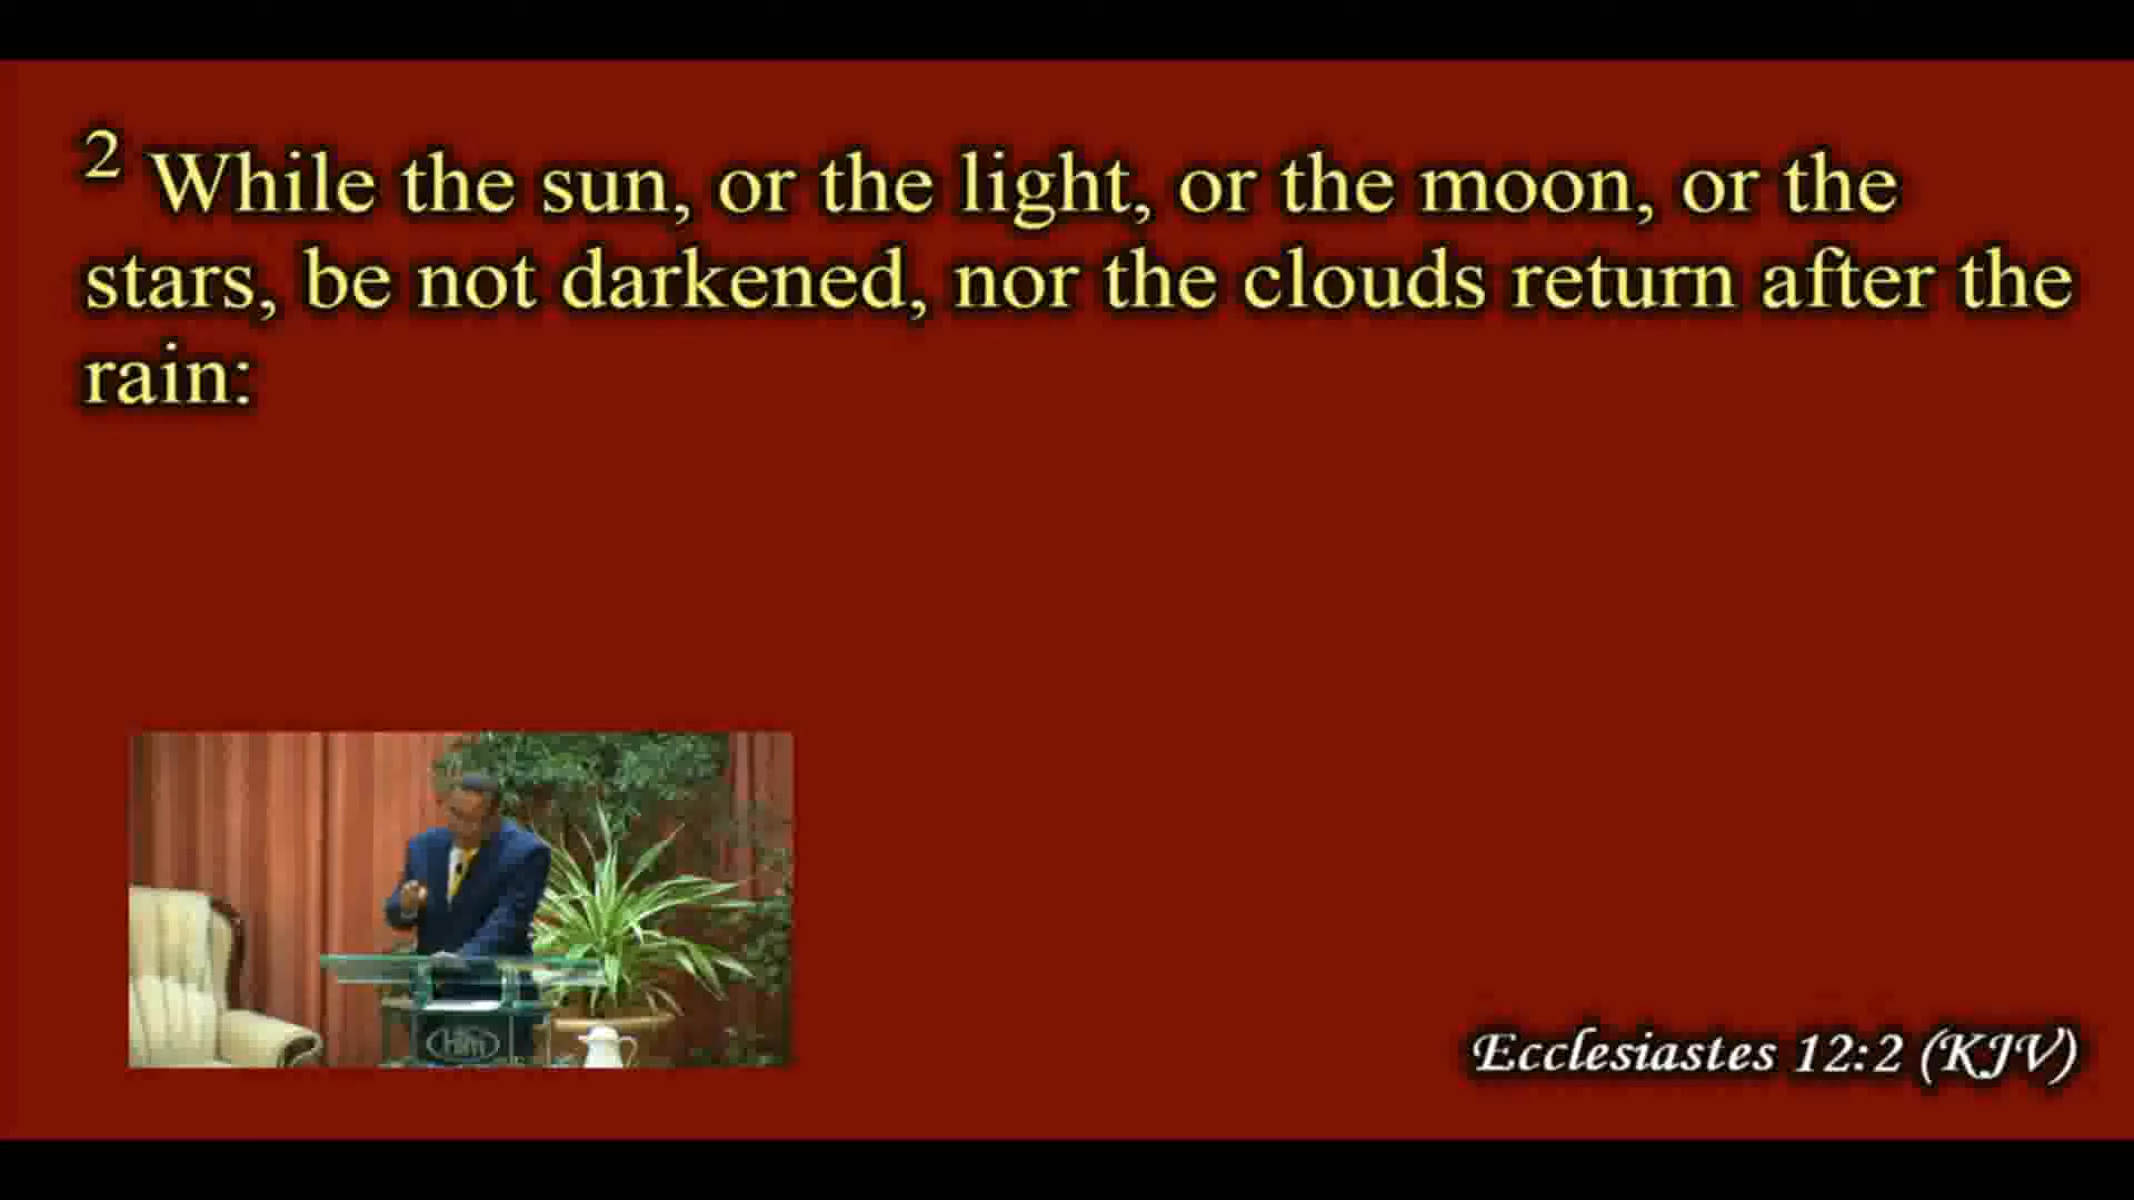 2 While the sun, or the light, or the moon, or the
stars, be not darkened, nor the clouds return after the
rain:
Ecclesiastes 12:2 (KJV)